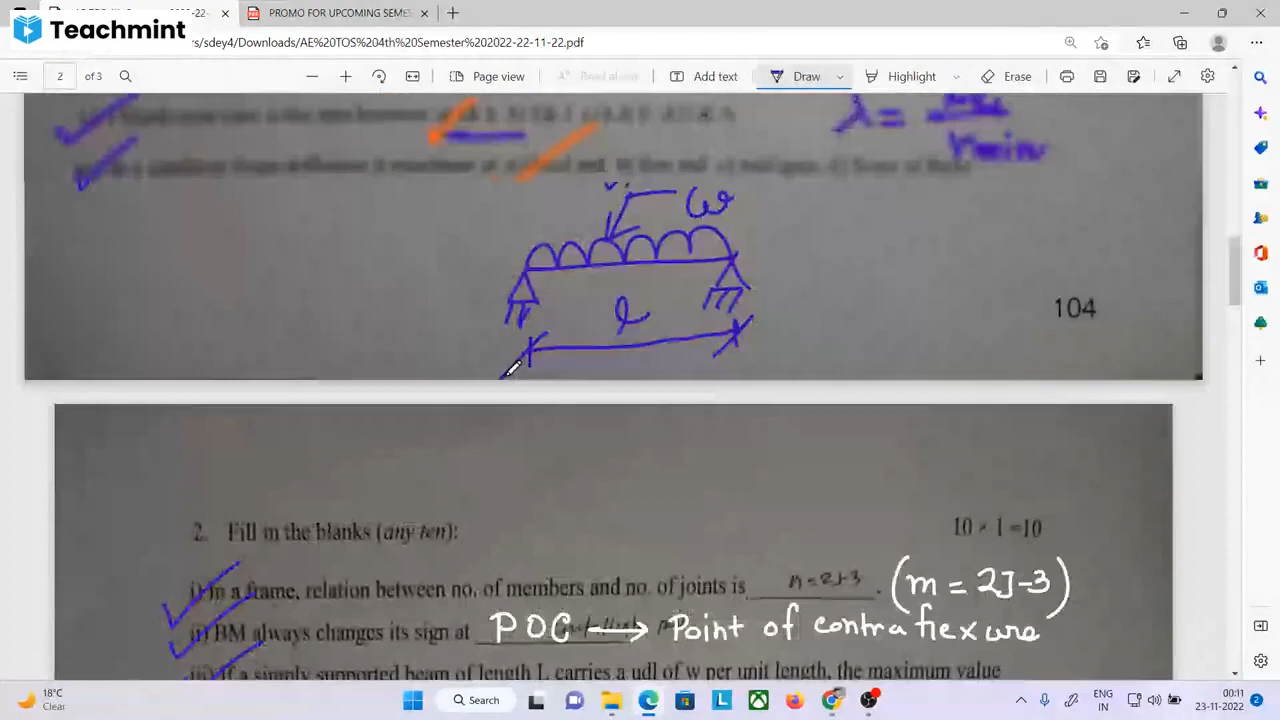 PROMO FOR UPCOMING SEMES
Teachmint
rs/sdey4/Downloads/AE%20TOS%204th%20Semester%202022-22-11-22.pdf
2 of 3 Page view Read aloud Add text Draw Highlight Erase
λ =
rmin
ω
l
104
2. Fill in the blanks (any ten): 10 × 1 =10
i) In a frame, relation between no. of members and no. of joints is n = 2j-3 . (m = 2J-3)
ii) BM always changes its sign at POC → Point of contraflexure
iii) If a simply supported beam of length L carries a udl of w per unit length, the maximum value
18°C
Clear
Search
ENG
IN
00:11
23-11-2022